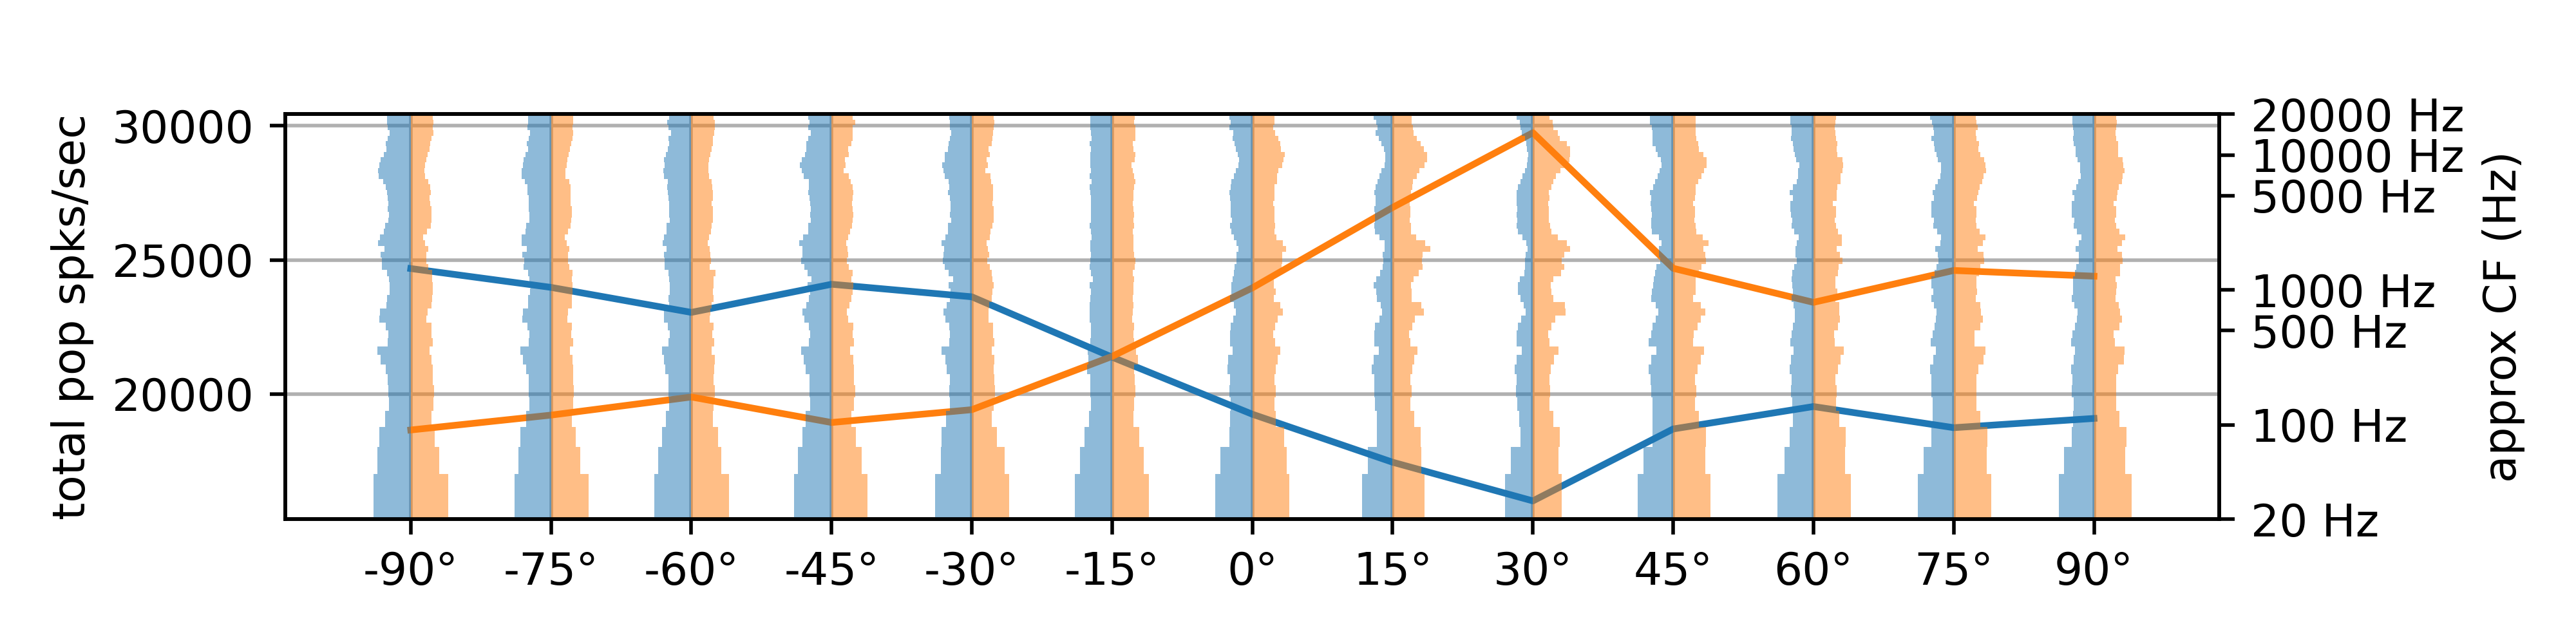 total pop spks/sec
30000
25000
20000
20000 Hz
10000 Hz
5000 Hz
1000 Hz
500 Hz
100 Hz
20 Hz
approx CF (Hz)
-90° -75° -60° -45° -30° -15° 0° 15° 30° 45° 60° 75° 90°